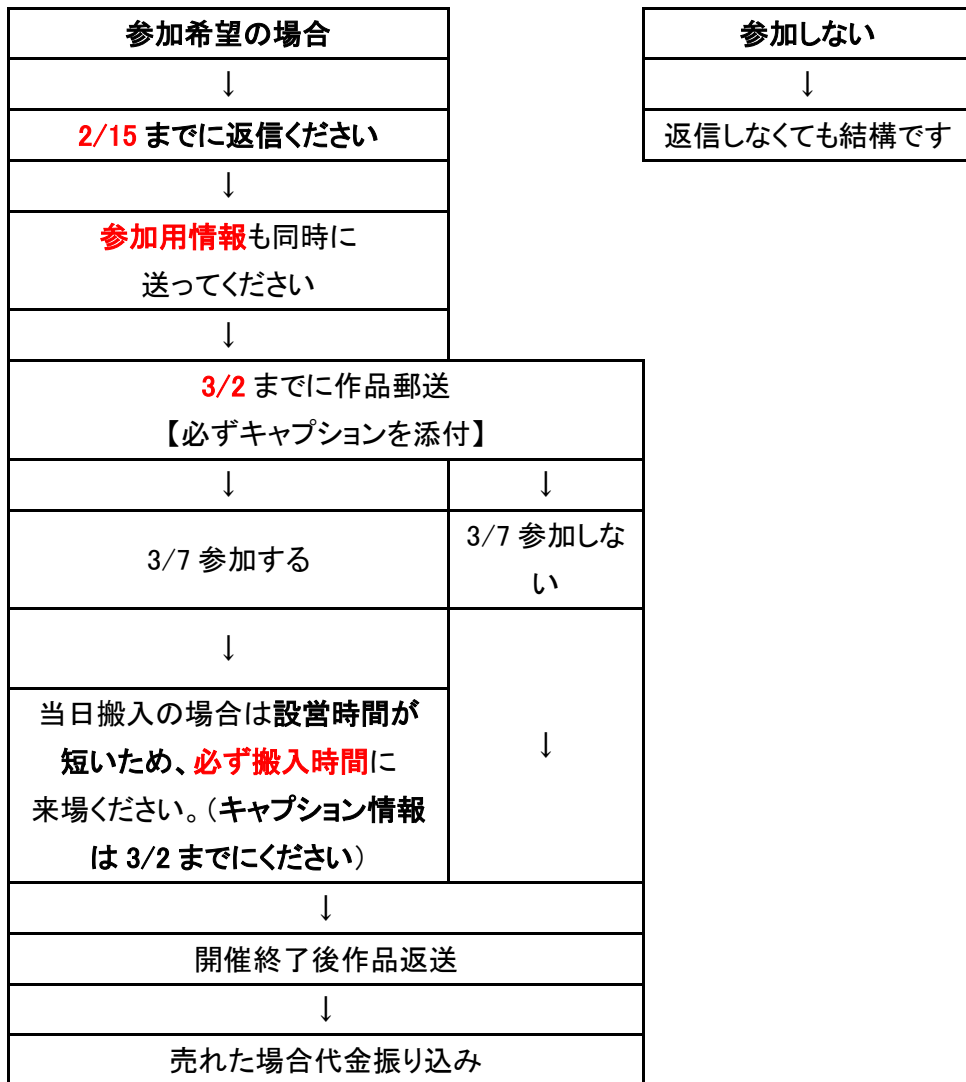 参加希望の場合
参加しない
↓
↓
2/15 までに返信ください
返信しなくても結構です
↓
参加用情報も同時に
送ってください
↓
3/2 までに作品郵送
【必ずキャプションを添付】
↓
↓
3/7 参加する
3/7 参加しな
い
↓
↓
当日搬入の場合は設営時間が
短いため、必ず搬入時間に
来場ください。（キャプション情報
は 3/2 までにください）
↓
開催終了後作品返送
↓
売れた場合代金振り込み